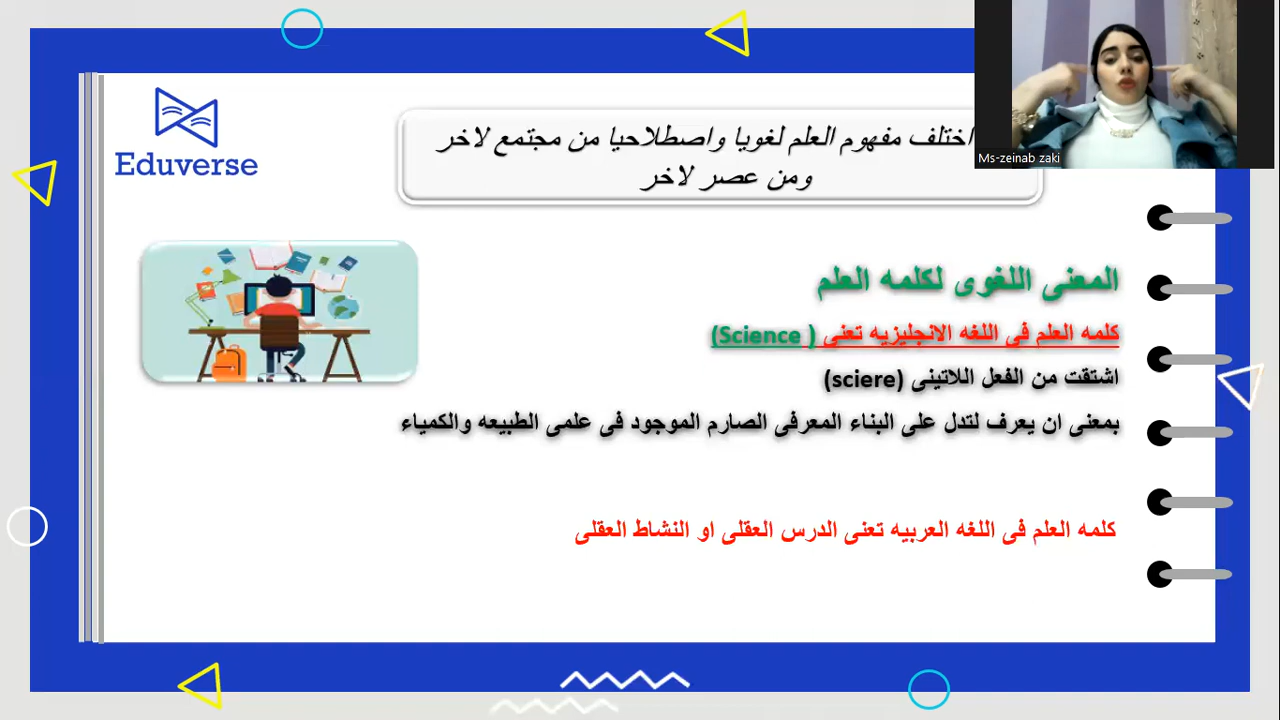 Eduverse
اختلف مفهوم العلم لغويا واصطلاحيا من مجتمع لاخر
ومن عصر لاخر
Ms-zeinab zaki
المعنى اللغوى لكلمه العلم
كلمه العلم فى اللغه الانجليزيه تعنى ( Science)
اشتقت من الفعل اللاتينى (sciere)
بمعنى ان يعرف لتدل على البناء المعرفى الصارم الموجود فى علمى الطبيعه والكمياء
كلمه العلم فى اللغه العربيه تعنى الدرس العقلى او النشاط العقلى